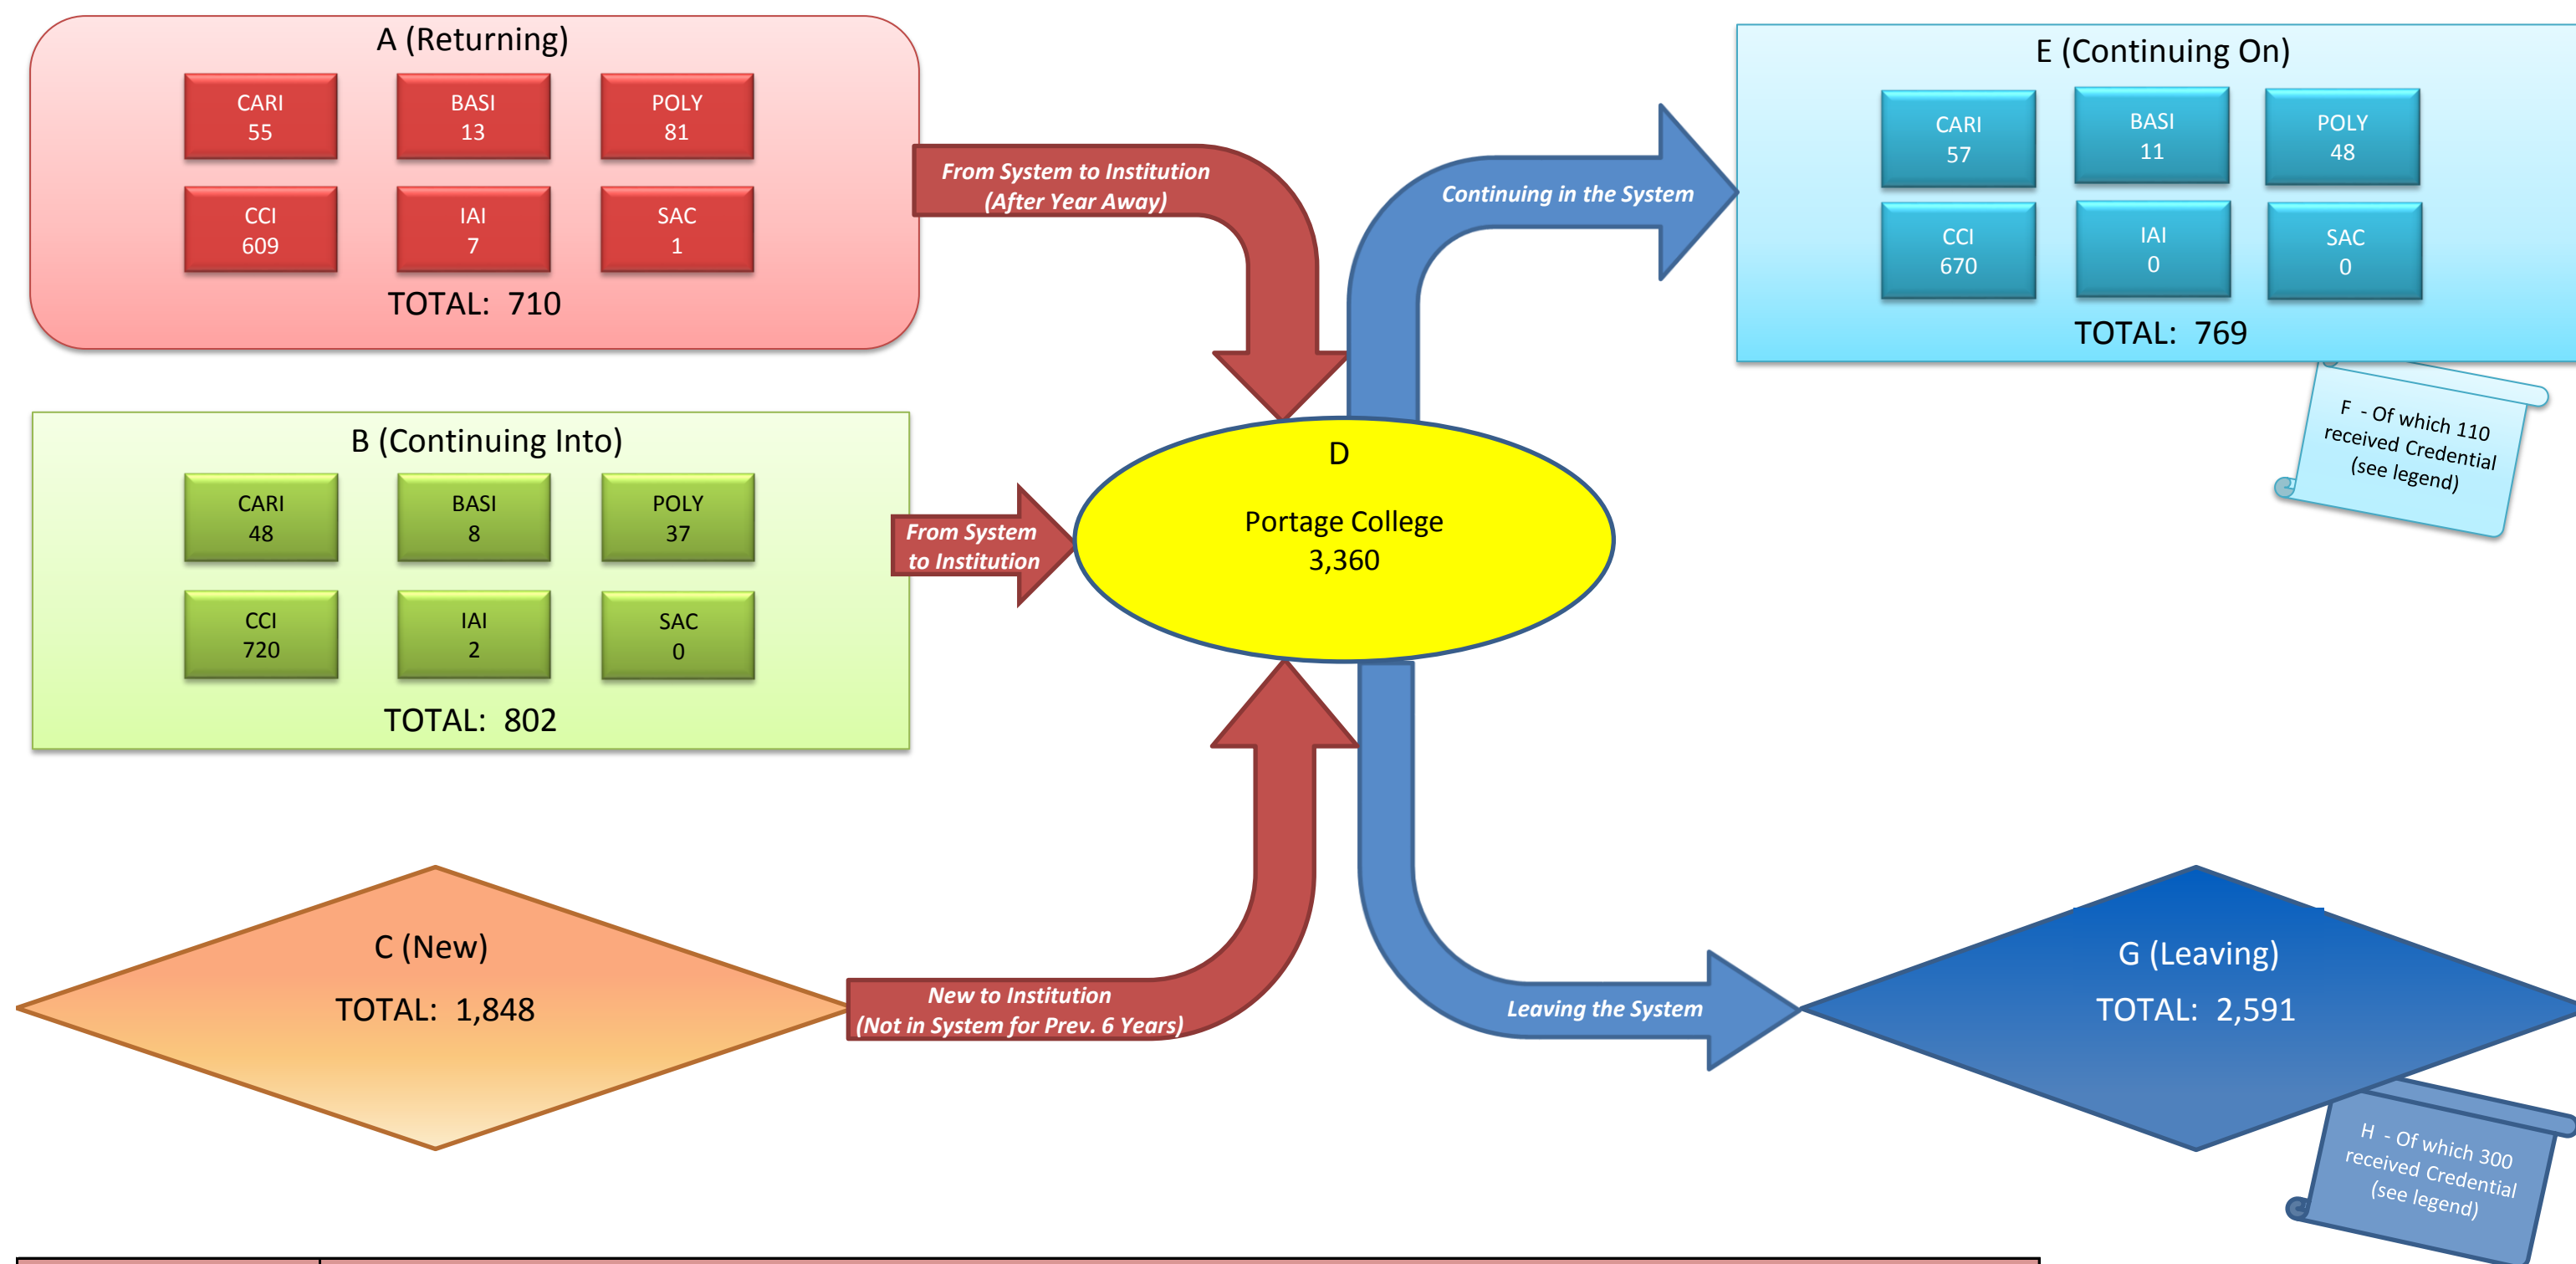 A (Returning)
CARI
55
BASI
13
POLY
81
CCI
609
IAI
7
SAC
1
TOTAL: 710
From System to Institution
(After Year Away)
Continuing in the System
E (Continuing On)
CARI
57
BASI
11
POLY
48
CCI
670
IAI
0
SAC
0
TOTAL: 769
F - Of which 110
received Credential
(see legend)
B (Continuing Into)
CARI
48
BASI
8
POLY
37
CCI
720
IAI
2
SAC
0
TOTAL: 802
From System
to Institution
D
Portage College
3,360
C (New)
TOTAL: 1,848
New to Institution
(Not in System for Prev. 6 Years)
Leaving the System
G (Leaving)
TOTAL: 2,591
H - Of which 300
received Credential
(see legend)